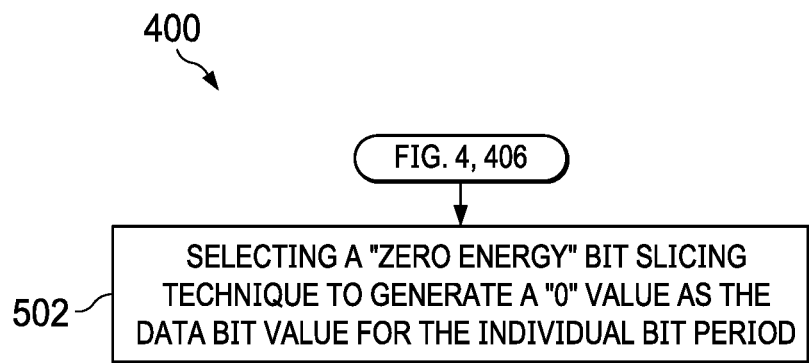 400
FIG. 4, 406
SELECTING A "ZERO ENERGY" BIT SLICING
TECHNIQUE TO GENERATE A "0" VALUE AS THE
DATA BIT VALUE FOR THE INDIVIDUAL BIT PERIOD
502